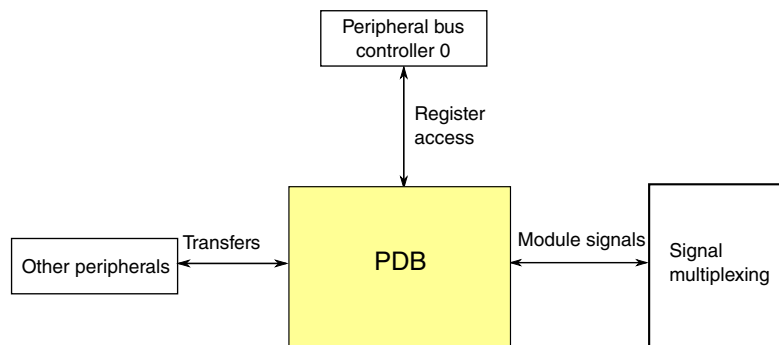 Peripheral bus
controller 0
Register
access
Transfers
Other peripherals
PDB
Module signals
Signal
multiplexing